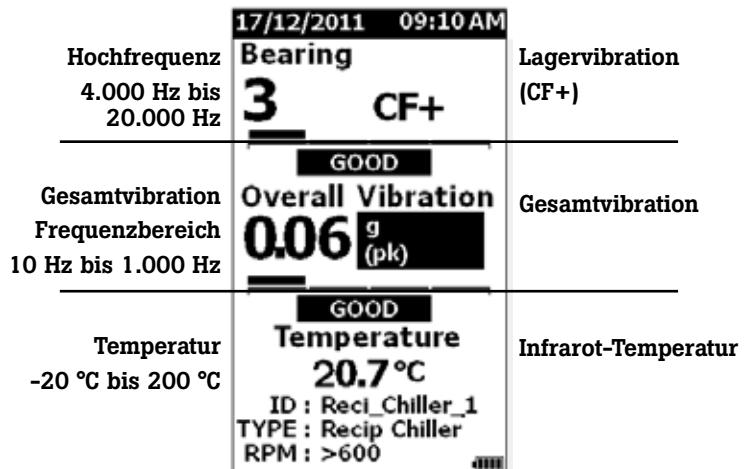 17/12/2011 09:10 AM
Hochfrequenz
4.000 Hz bis
20.000 Hz
Bearing
3 CF+
Lagervibration
(CF+)
GOOD
Gesamtvibration
Frequenzbereich
10 Hz bis 1.000 Hz
Overall Vibration
0.06 g
(pk)
Gesamtvibration
GOOD
Temperatur
-20 °C bis 200 °C
Temperature
20.7 °C
Infrarot-Temperatur
ID : Reci_Chiller_1
TYPE : Recip Chiller
RPM : >600